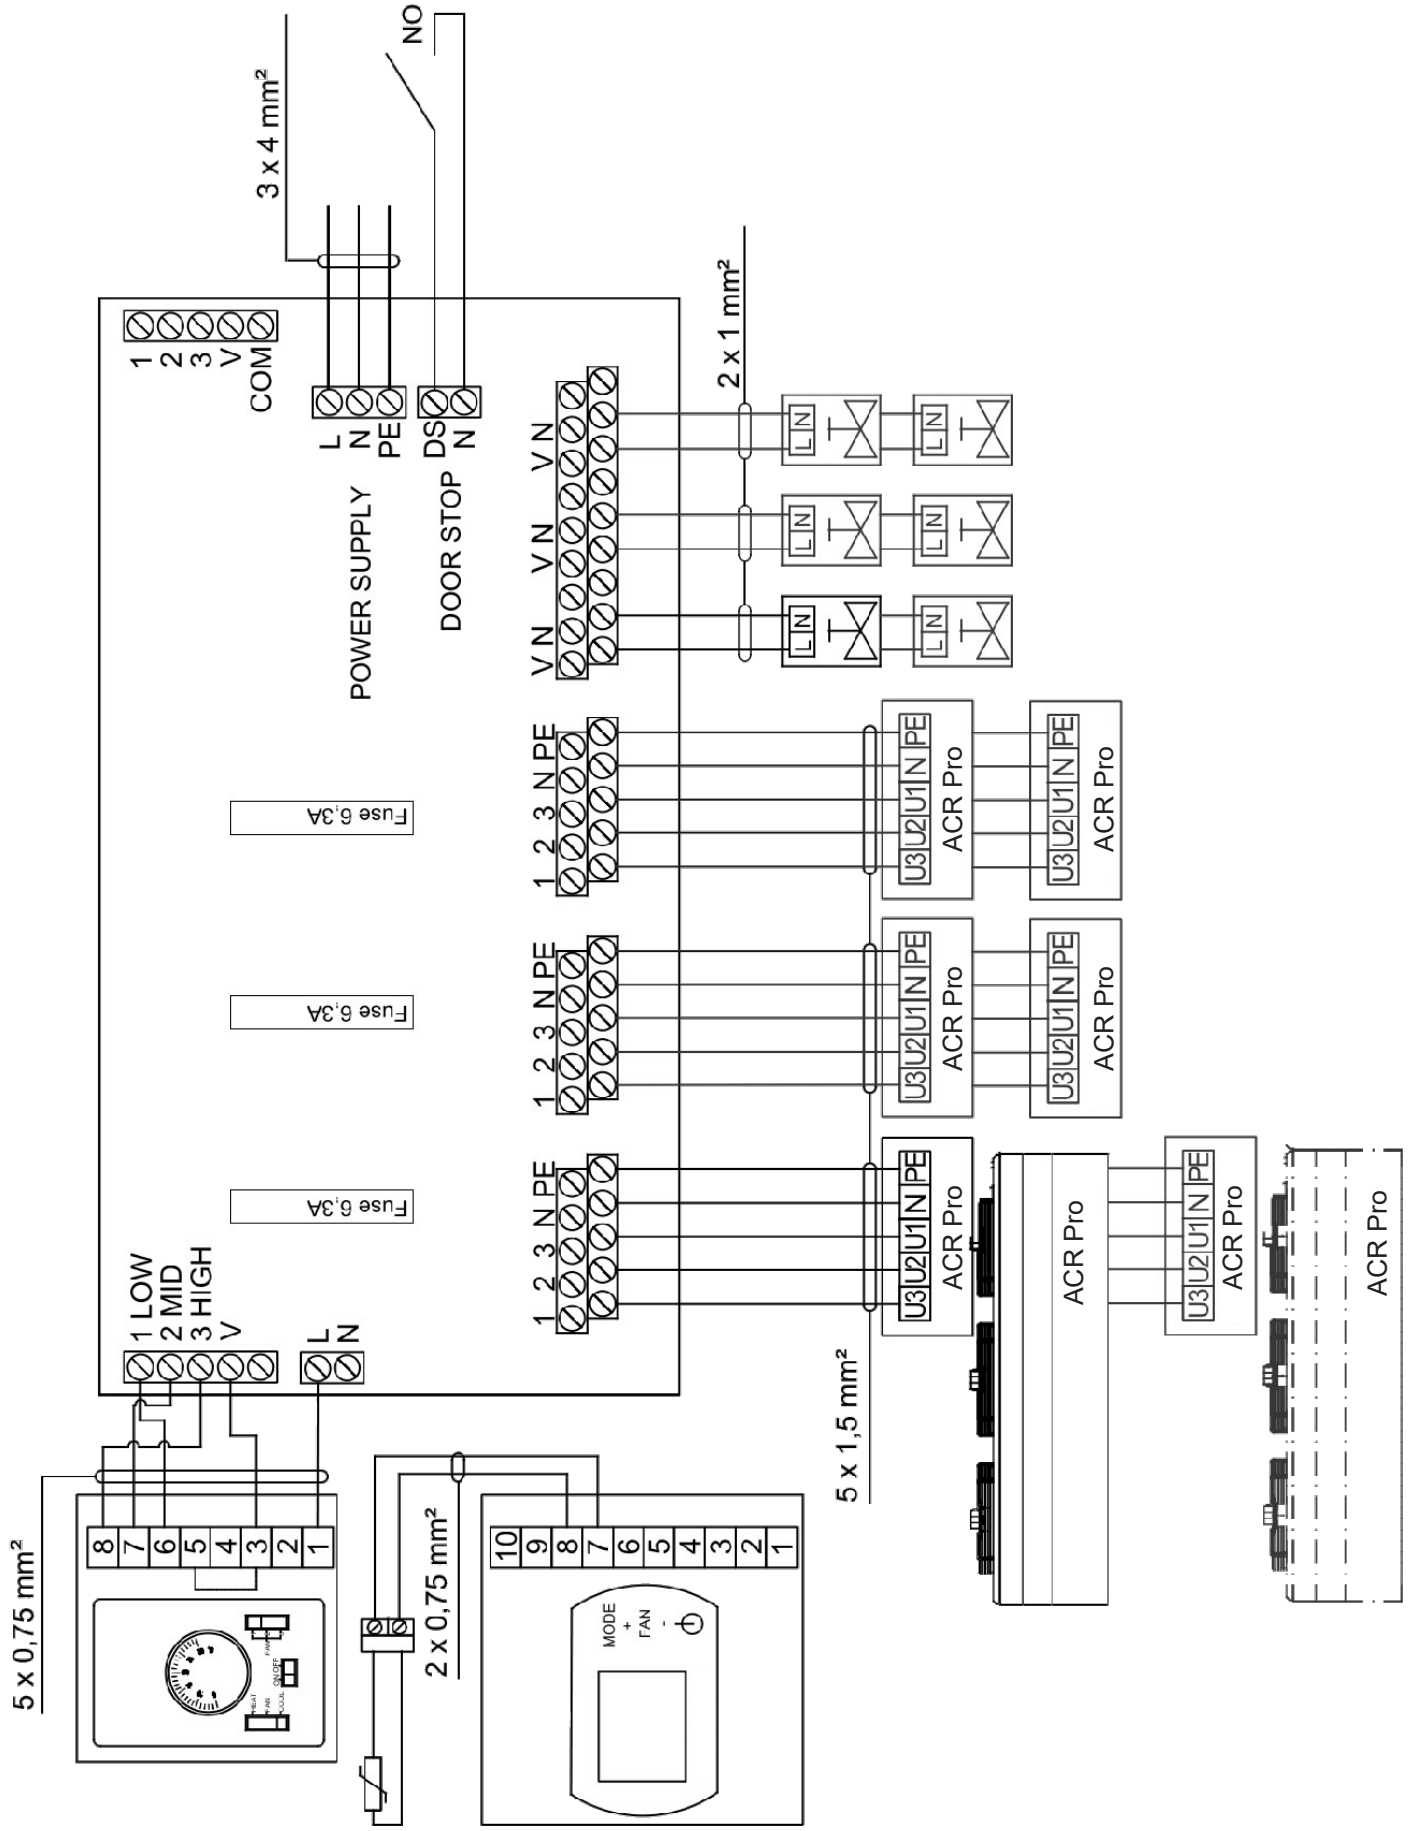 5 x 0,75 mm²
8
7
6
5
4
3
2
1
HEAT
FAN
COOL
ON OFF
FAN
1 LOW
2 MID
3 HIGH
V
L
N
1
2
3
V
COM
3 x 4 mm²
NO
L
N
PE
POWER SUPPLY
DS
N
DOOR STOP
Fuse 6,3A
Fuse 6,3A
Fuse 6,3A
1 2 3 N PE
1 2 3 N PE
1 2 3 N PE
V N
V N
V N
2 x 0,75 mm²
10
9
8
7
6
5
4
3
2
1
MODE
+
FAN
-
5 x 1,5 mm²
2 x 1 mm²
U3 U2 U1 N PE
ACR Pro
U3 U2 U1 N PE
ACR Pro
U3 U2 U1 N PE
ACR Pro
L N
L N
L N
L N
L N
L N
ACR Pro
U3 U2 U1 N PE
ACR Pro
U3 U2 U1 N PE
ACR Pro
U3 U2 U1 N PE
ACR Pro
ACR Pro